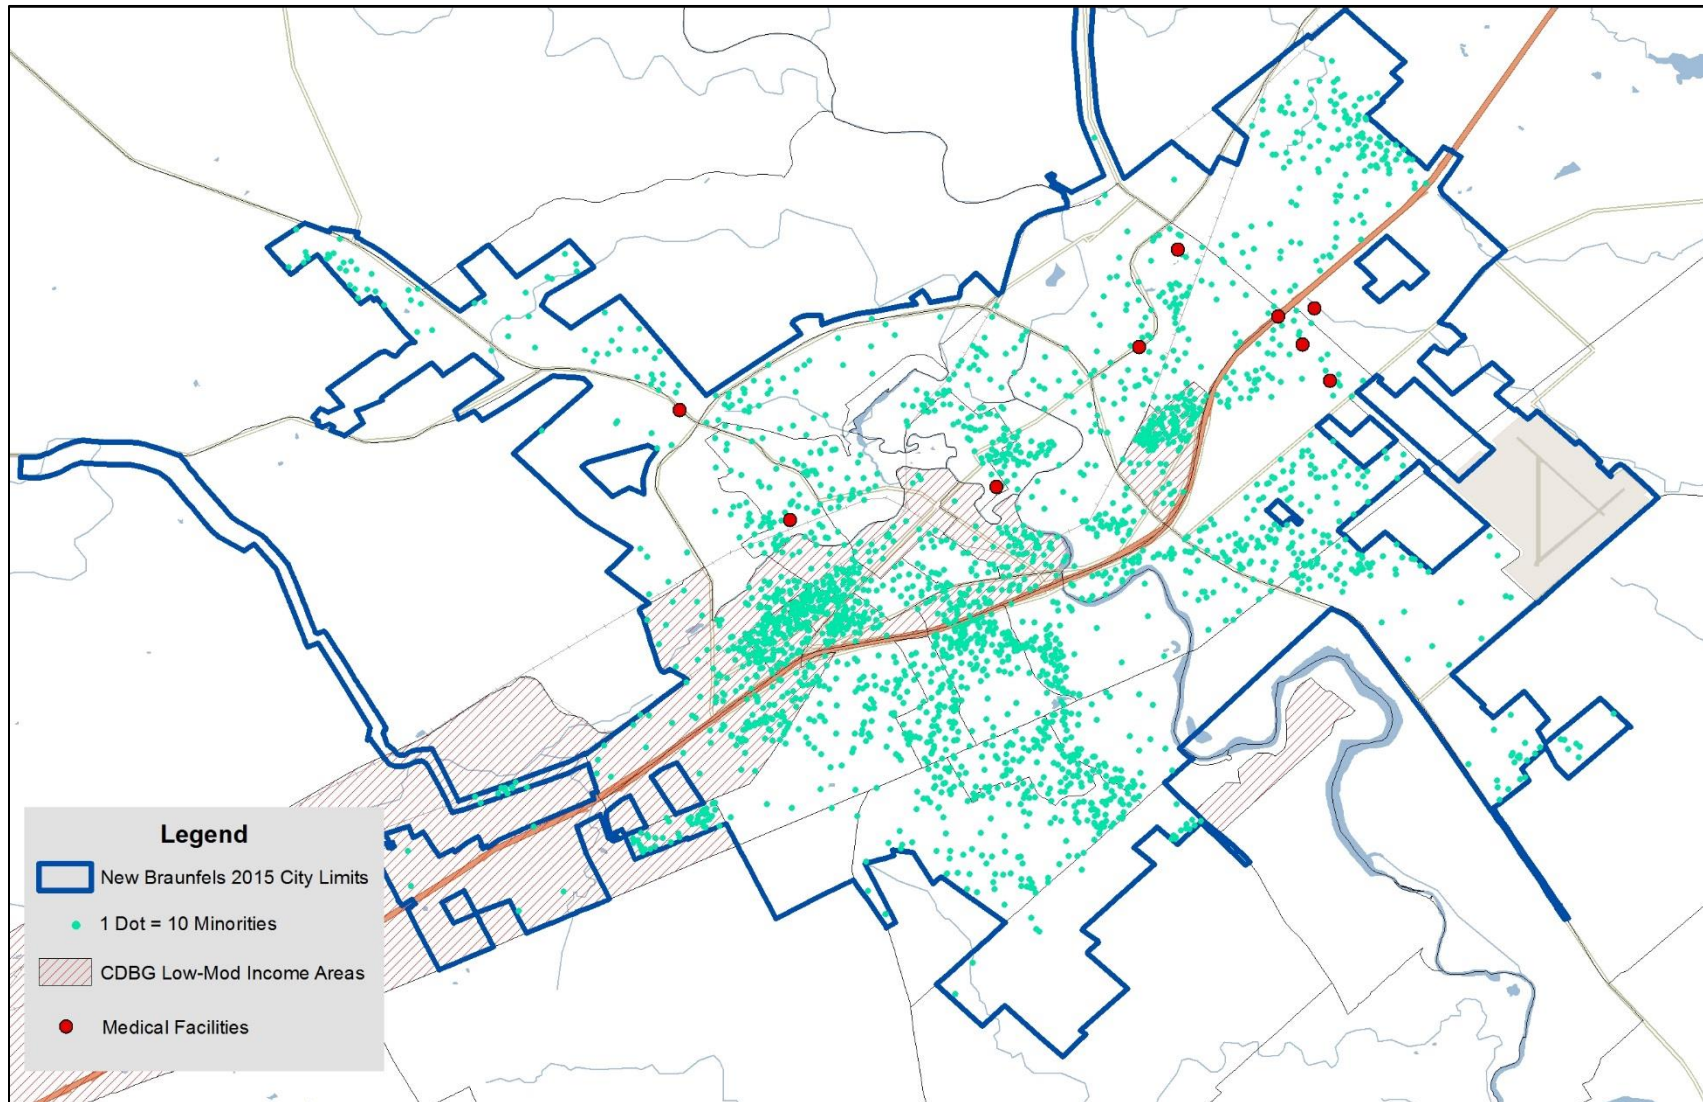 Legend
New Braunfels 2015 City Limits
1 Dot = 10 Minorities
CDBG Low-Mod Income Areas
Medical Facilities